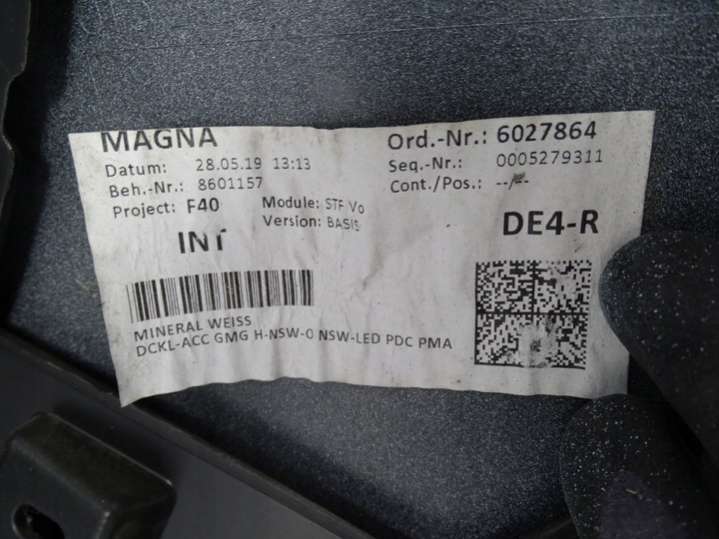 MAGNA
Datum: 28.05.19 13:13
Beh.-Nr.: 8601157
Project: F40
Module: STF Vo
Version: BASIS
Ord.-Nr.: 6027864
Seq.-Nr.: 0005279311
Cont./Pos.: --/--
INT
DE4-R
MINERAL WEISS
DCKL-ACC GMG H-NSW-0 NSW-LED PDC PMA